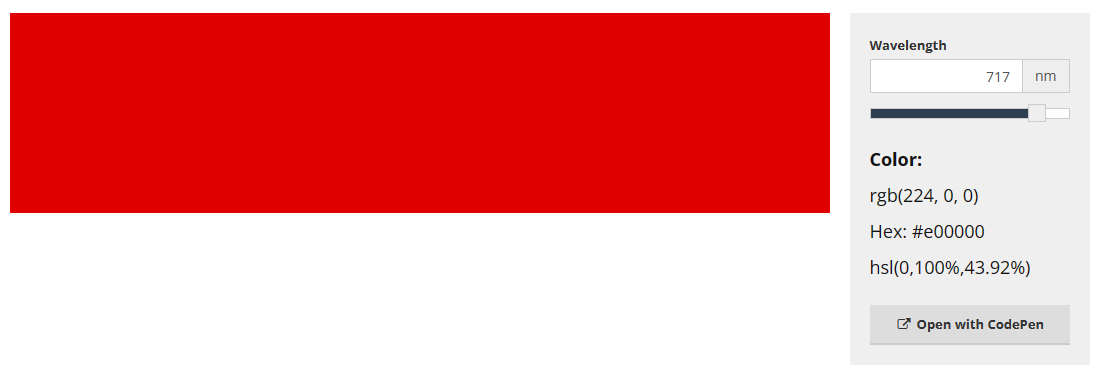 Wavelength
717 nm
Color:
rgb(224, 0, 0)
Hex: #e00000
hsl(0,100%,43.92%)
Open with CodePen